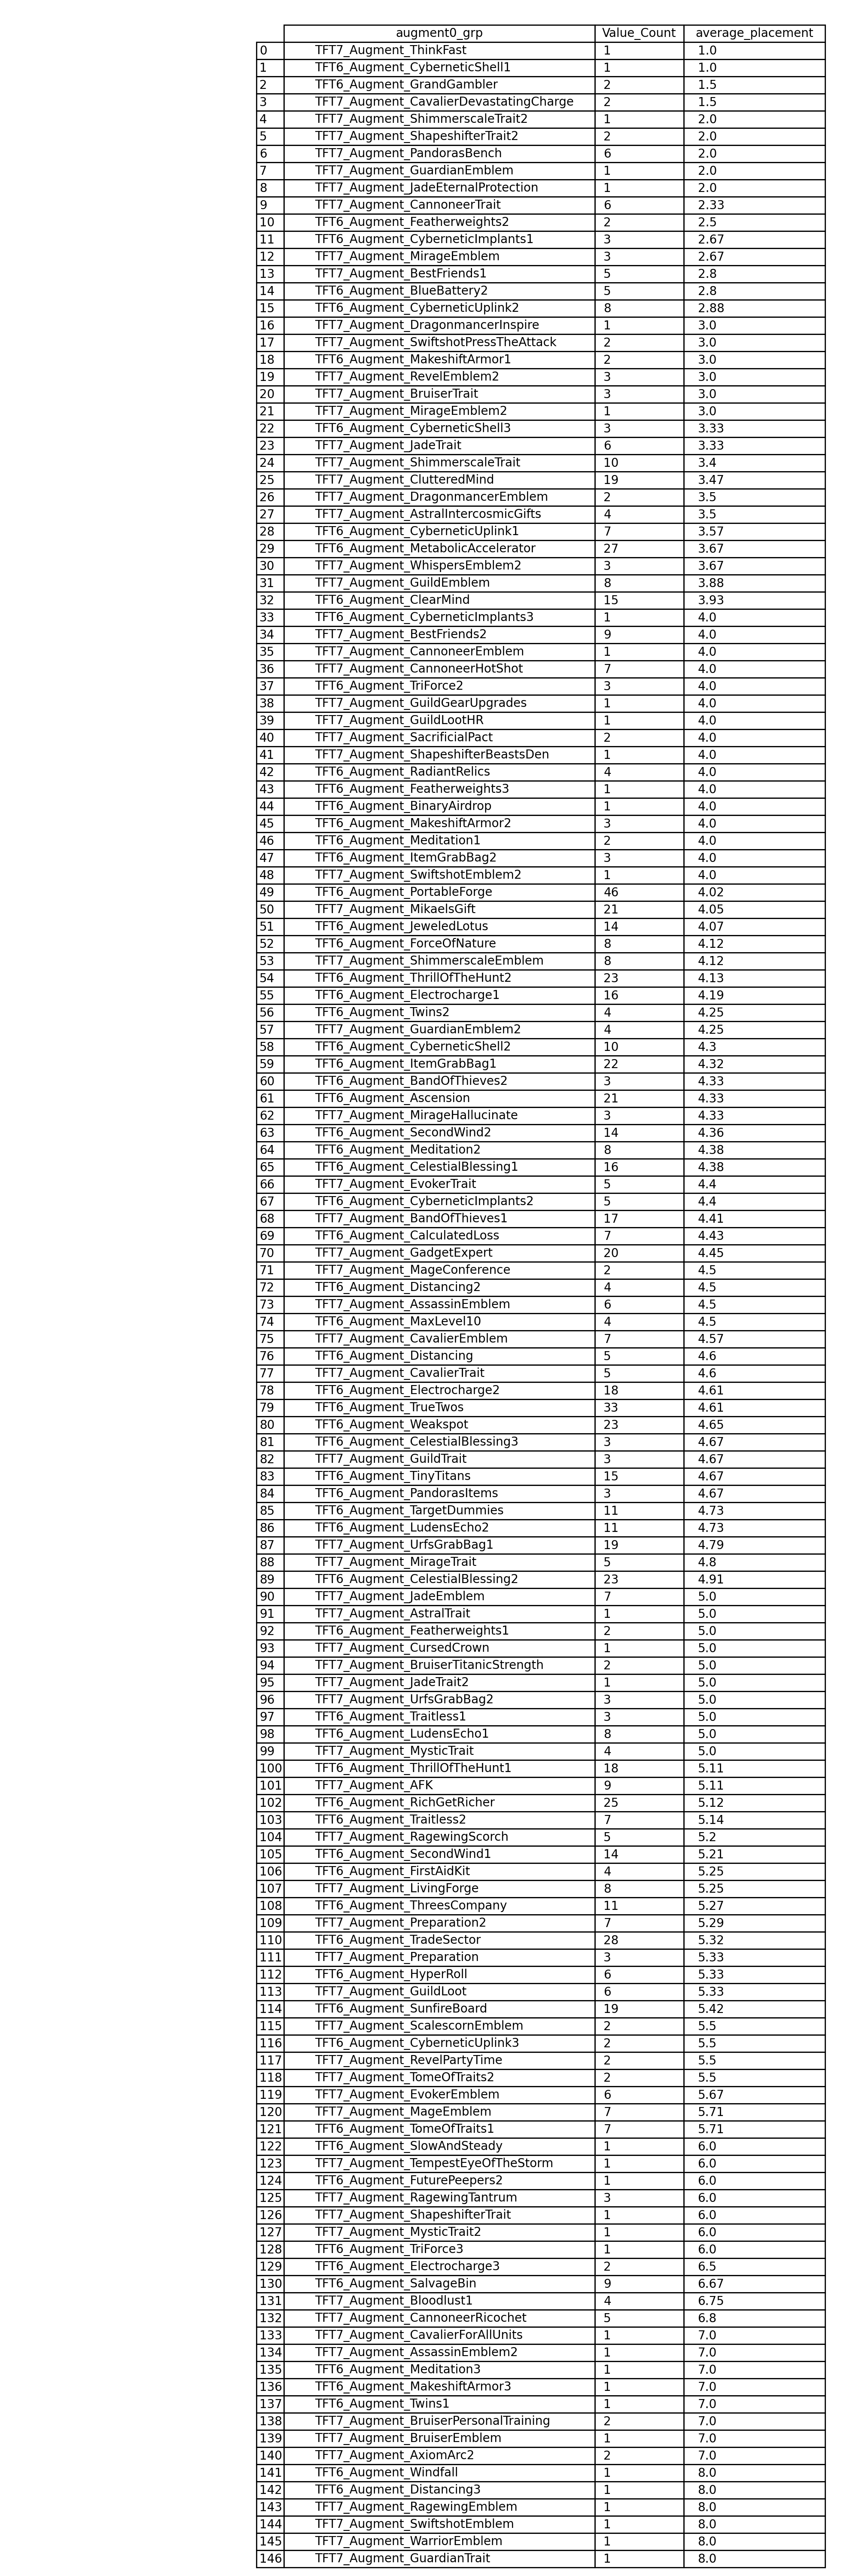 augment0_grp Value_Count average_placement
0 TFT7_Augment_ThinkFast 1 1.0
1 TFT6_Augment_CyberneticShell1 1 1.0
2 TFT6_Augment_GrandGambler 2 1.5
3 TFT7_Augment_CavalierDevastatingCharge 2 1.5
4 TFT7_Augment_ShimmerscaleTrait2 1 2.0
5 TFT7_Augment_ShapeshifterTrait2 2 2.0
6 TFT7_Augment_PandorasBench 6 2.0
7 TFT7_Augment_GuardianEmblem 1 2.0
8 TFT7_Augment_JadeEternalProtection 1 2.0
9 TFT7_Augment_CannoneerTrait 6 2.33
10 TFT6_Augment_Featherweights2 2 2.5
11 TFT6_Augment_CyberneticImplants1 3 2.67
12 TFT7_Augment_MirageEmblem 3 2.67
13 TFT7_Augment_BestFriends1 5 2.8
14 TFT6_Augment_BlueBattery2 5 2.8
15 TFT6_Augment_CyberneticUplink2 8 2.88
16 TFT7_Augment_DragonmancerInspire 1 3.0
17 TFT7_Augment_SwiftshotPressTheAttack 2 3.0
18 TFT6_Augment_MakeshiftArmor1 2 3.0
19 TFT7_Augment_RevelEmblem2 3 3.0
20 TFT7_Augment_BruiserTrait 3 3.0
21 TFT7_Augment_MirageEmblem2 1 3.0
22 TFT6_Augment_CyberneticShell3 3 3.33
23 TFT7_Augment_JadeTrait 6 3.33
24 TFT7_Augment_ShimmerscaleTrait 10 3.4
25 TFT7_Augment_ClutteredMind 19 3.47
26 TFT7_Augment_DragonmancerEmblem 2 3.5
27 TFT7_Augment_AstralIntercosmicGifts 4 3.5
28 TFT6_Augment_CyberneticUplink1 7 3.57
29 TFT6_Augment_MetabolicAccelerator 27 3.67
30 TFT7_Augment_WhispersEmblem2 3 3.67
31 TFT7_Augment_GuildEmblem 8 3.88
32 TFT6_Augment_ClearMind 15 3.93
33 TFT6_Augment_CyberneticImplants3 1 4.0
34 TFT7_Augment_BestFriends2 9 4.0
35 TFT7_Augment_CannoneerEmblem 1 4.0
36 TFT7_Augment_CannoneerHotShot 7 4.0
37 TFT6_Augment_TriForce2 3 4.0
38 TFT7_Augment_GuildGearUpgrades 1 4.0
39 TFT7_Augment_GuildLootHR 1 4.0
40 TFT7_Augment_SacrificialPact 2 4.0
41 TFT7_Augment_ShapeshifterBeastsDen 1 4.0
42 TFT6_Augment_RadiantRelics 4 4.0
43 TFT6_Augment_Featherweights3 1 4.0
44 TFT6_Augment_BinaryAirdrop 1 4.0
45 TFT6_Augment_MakeshiftArmor2 3 4.0
46 TFT6_Augment_Meditation1 2 4.0
47 TFT6_Augment_ItemGrabBag2 3 4.0
48 TFT7_Augment_SwiftshotEmblem2 1 4.0
49 TFT6_Augment_PortableForge 46 4.02
50 TFT7_Augment_MikaelsGift 21 4.05
51 TFT6_Augment_JeweledLotus 14 4.07
52 TFT6_Augment_ForceOfNature 8 4.12
53 TFT7_Augment_ShimmerscaleEmblem 8 4.12
54 TFT6_Augment_ThrillOfTheHunt2 23 4.13
55 TFT6_Augment_Electrocharge1 16 4.19
56 TFT6_Augment_Twins2 4 4.25
57 TFT7_Augment_GuardianEmblem2 4 4.25
58 TFT6_Augment_CyberneticShell2 10 4.3
59 TFT6_Augment_ItemGrabBag1 22 4.32
60 TFT6_Augment_BandOfThieves2 3 4.33
61 TFT6_Augment_Ascension 21 4.33
62 TFT7_Augment_MirageHallucinate 3 4.33
63 TFT6_Augment_SecondWind2 14 4.36
64 TFT6_Augment_Meditation2 8 4.38
65 TFT6_Augment_CelestialBlessing1 16 4.38
66 TFT7_Augment_EvokerTrait 5 4.4
67 TFT6_Augment_CyberneticImplants2 5 4.4
68 TFT7_Augment_BandOfThieves1 17 4.41
69 TFT6_Augment_CalculatedLoss 7 4.43
70 TFT7_Augment_GadgetExpert 20 4.45
71 TFT7_Augment_MageConference 2 4.5
72 TFT6_Augment_Distancing2 4 4.5
73 TFT7_Augment_AssassinEmblem 6 4.5
74 TFT6_Augment_MaxLevel10 4 4.5
75 TFT7_Augment_CavalierEmblem 7 4.57
76 TFT6_Augment_Distancing 5 4.6
77 TFT7_Augment_CavalierTrait 5 4.6
78 TFT6_Augment_Electrocharge2 18 4.61
79 TFT6_Augment_TrueTwos 33 4.61
80 TFT6_Augment_Weakspot 23 4.65
81 TFT6_Augment_CelestialBlessing3 3 4.67
82 TFT7_Augment_GuildTrait 3 4.67
83 TFT6_Augment_TinyTitans 15 4.67
84 TFT6_Augment_PandorasItems 3 4.67
85 TFT6_Augment_TargetDummies 11 4.73
86 TFT6_Augment_LudensEcho2 11 4.73
87 TFT7_Augment_UrfsGrabBag1 19 4.79
88 TFT7_Augment_MirageTrait 5 4.8
89 TFT6_Augment_CelestialBlessing2 23 4.91
90 TFT7_Augment_JadeEmblem 7 5.0
91 TFT7_Augment_AstralTrait 1 5.0
92 TFT6_Augment_Featherweights1 2 5.0
93 TFT7_Augment_CursedCrown 1 5.0
94 TFT7_Augment_BruiserTitanicStrength 2 5.0
95 TFT7_Augment_JadeTrait2 1 5.0
96 TFT7_Augment_UrfsGrabBag2 3 5.0
97 TFT6_Augment_Traitless1 3 5.0
98 TFT6_Augment_LudensEcho1 8 5.0
99 TFT7_Augment_MysticTrait 4 5.0
100 TFT6_Augment_ThrillOfTheHunt1 18 5.11
101 TFT7_Augment_AFK 9 5.11
102 TFT6_Augment_RichGetRicher 25 5.12
103 TFT6_Augment_Traitless2 7 5.14
104 TFT7_Augment_RagewingScorch 5 5.2
105 TFT6_Augment_SecondWind1 14 5.21
106 TFT6_Augment_FirstAidKit 4 5.25
107 TFT7_Augment_LivingForge 8 5.25
108 TFT6_Augment_ThreesCompany 11 5.27
109 TFT7_Augment_Preparation2 7 5.29
110 TFT6_Augment_TradeSector 28 5.32
111 TFT7_Augment_Preparation 3 5.33
112 TFT6_Augment_HyperRoll 6 5.33
113 TFT7_Augment_GuildLoot 6 5.33
114 TFT6_Augment_SunfireBoard 19 5.42
115 TFT7_Augment_ScalescornEmblem 2 5.5
116 TFT6_Augment_CyberneticUplink3 2 5.5
117 TFT7_Augment_RevelPartyTime 2 5.5
118 TFT6_Augment_TomeOfTraits2 2 5.5
119 TFT7_Augment_EvokerEmblem 6 5.67
120 TFT7_Augment_MageEmblem 7 5.71
121 TFT6_Augment_TomeOfTraits1 7 5.71
122 TFT6_Augment_SlowAndSteady 1 6.0
123 TFT7_Augment_TempestEyeOfTheStorm 1 6.0
124 TFT6_Augment_FuturePeepers2 1 6.0
125 TFT7_Augment_RagewingTantrum 3 6.0
126 TFT7_Augment_ShapeshifterTrait 1 6.0
127 TFT7_Augment_MysticTrait2 1 6.0
128 TFT6_Augment_TriForce3 1 6.0
129 TFT6_Augment_Electrocharge3 2 6.5
130 TFT6_Augment_SalvageBin 9 6.67
131 TFT7_Augment_Bloodlust1 4 6.75
132 TFT7_Augment_CannoneerRicochet 5 6.8
133 TFT7_Augment_CavalierForAllUnits 1 7.0
134 TFT7_Augment_AssassinEmblem2 1 7.0
135 TFT6_Augment_Meditation3 1 7.0
136 TFT6_Augment_MakeshiftArmor3 1 7.0
137 TFT6_Augment_Twins1 1 7.0
138 TFT7_Augment_BruiserPersonalTraining 2 7.0
139 TFT7_Augment_BruiserEmblem 1 7.0
140 TFT7_Augment_AxiomArc2 2 7.0
141 TFT6_Augment_Windfall 1 8.0
142 TFT6_Augment_Distancing3 1 8.0
143 TFT7_Augment_RagewingEmblem 1 8.0
144 TFT7_Augment_SwiftshotEmblem 1 8.0
145 TFT7_Augment_WarriorEmblem 1 8.0
146 TFT7_Augment_GuardianTrait 1 8.0